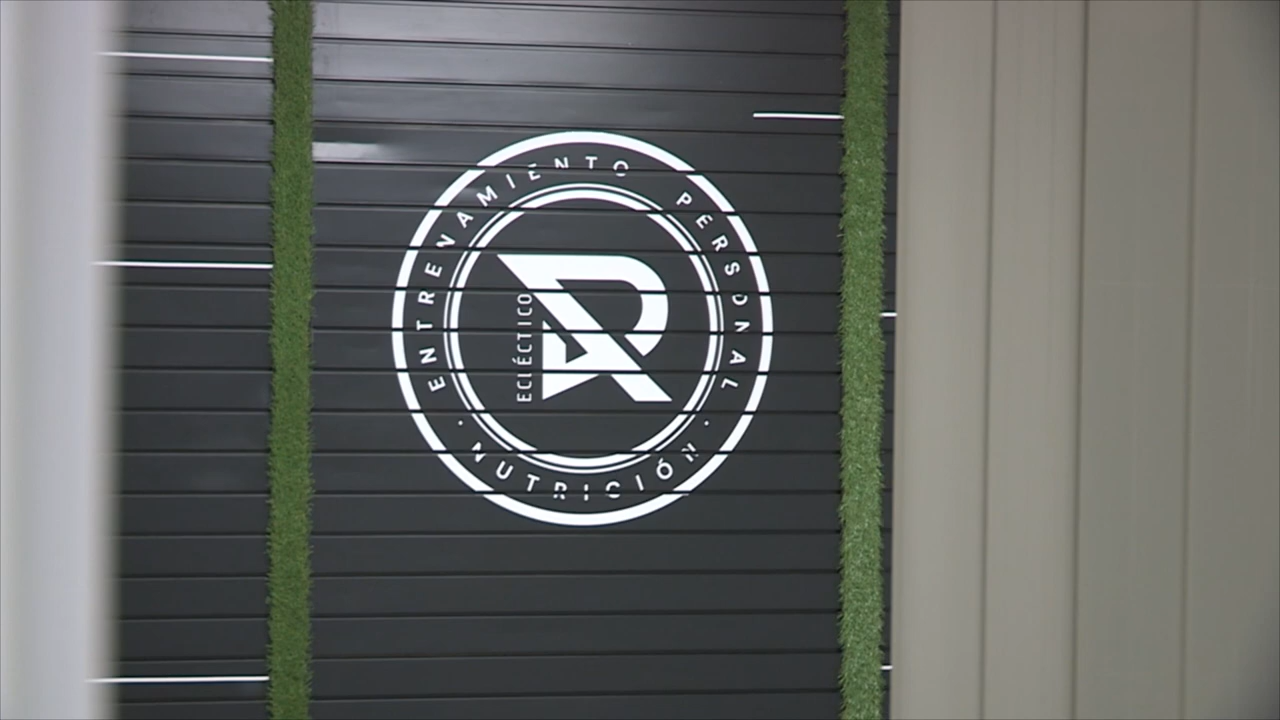 ENTRENAMIENTO PERSONAL
ECLÉCTICO
· NUTRICIÓN ·